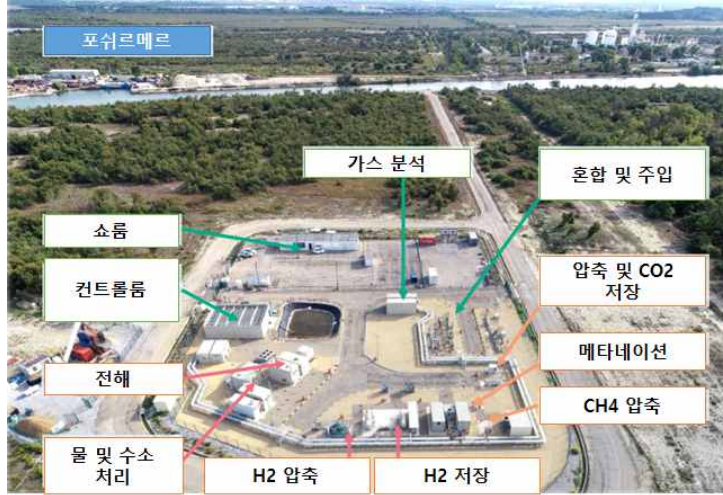 포쉬르메르
가스 분석
혼합 및 주입
쇼룸
압축 및 CO2
저장
컨트롤룸
메타네이션
전해
CH4 압축
물 및 수소
처리
H2 압축
H2 저장